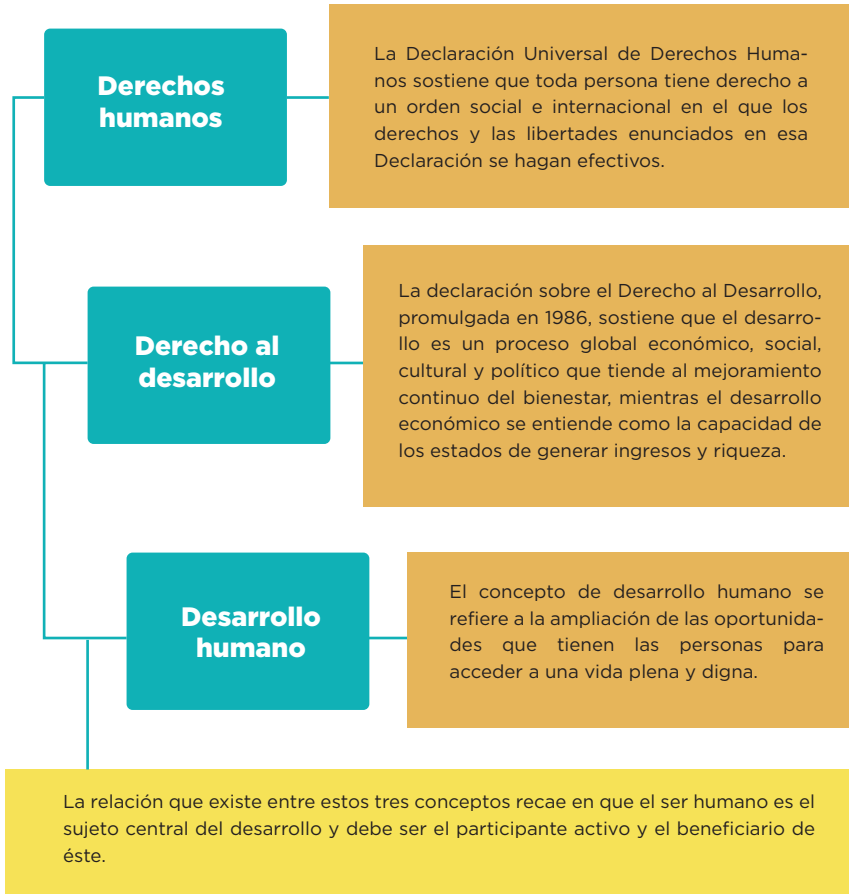 Derechos
humanos
La Declaración Universal de Derechos Huma-
nos sostiene que toda persona tiene derecho a
un orden social e internacional en el que los
derechos y las libertades enunciados en esa
Declaración se hagan efectivos.
Derecho al
desarrollo
La declaración sobre el Derecho al Desarrollo,
promulgada en 1986, sostiene que el desarro-
llo es un proceso global económico, social,
cultural y político que tiende al mejoramiento
continuo del bienestar, mientras el desarrollo
económico se entiende como la capacidad de
los estados de generar ingresos y riqueza.
Desarrollo
humano
El concepto de desarrollo humano se
refiere a la ampliación de las oportunida-
des que tienen las personas para
acceder a una vida plena y digna.
La relación que existe entre estos tres conceptos recae en que el ser humano es el
sujeto central del desarrollo y debe ser el participante activo y el beneficiario de
éste.